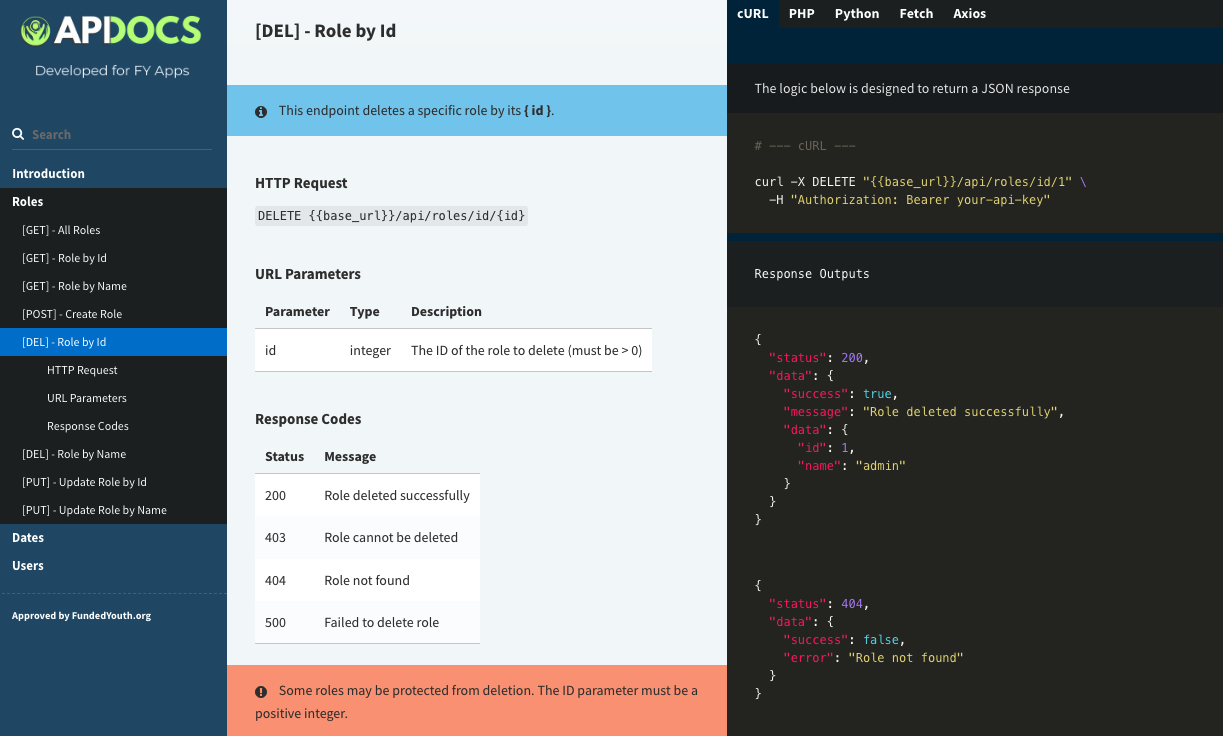 APIDOCS
Developed for FY Apps
Search
Introduction
Roles
[GET] - All Roles
[GET] - Role by Id
[GET] - Role by Name
[POST] - Create Role
[DEL] - Role by Id
HTTP Request
URL Parameters
Response Codes
[DEL] - Role by Name
[PUT] - Update Role by Id
[PUT] - Update Role by Name
Dates
Users
Approved by FundedYouth.org
[DEL] - Role by Id
This endpoint deletes a specific role by its { id }.
HTTP Request
DELETE {{base_url}}/api/roles/id/{id}
URL Parameters
Parameter Type Description
id integer The ID of the role to delete (must be > 0)
Response Codes
Status Message
200 Role deleted successfully
403 Role cannot be deleted
404 Role not found
500 Failed to delete role
Some roles may be protected from deletion. The ID parameter must be a
positive integer.
cURL PHP Python Fetch Axios
The logic below is designed to return a JSON response
# --- cURL ---
curl -X DELETE "{{base_url}}/api/roles/id/1" \
-H "Authorization: Bearer your-api-key"
Response Outputs
{
"status": 200,
"data": {
"success": true,
"message": "Role deleted successfully",
"data": {
"id": 1,
"name": "admin"
}
}
}
{
"status": 404,
"data": {
"success": false,
"error": "Role not found"
}
}